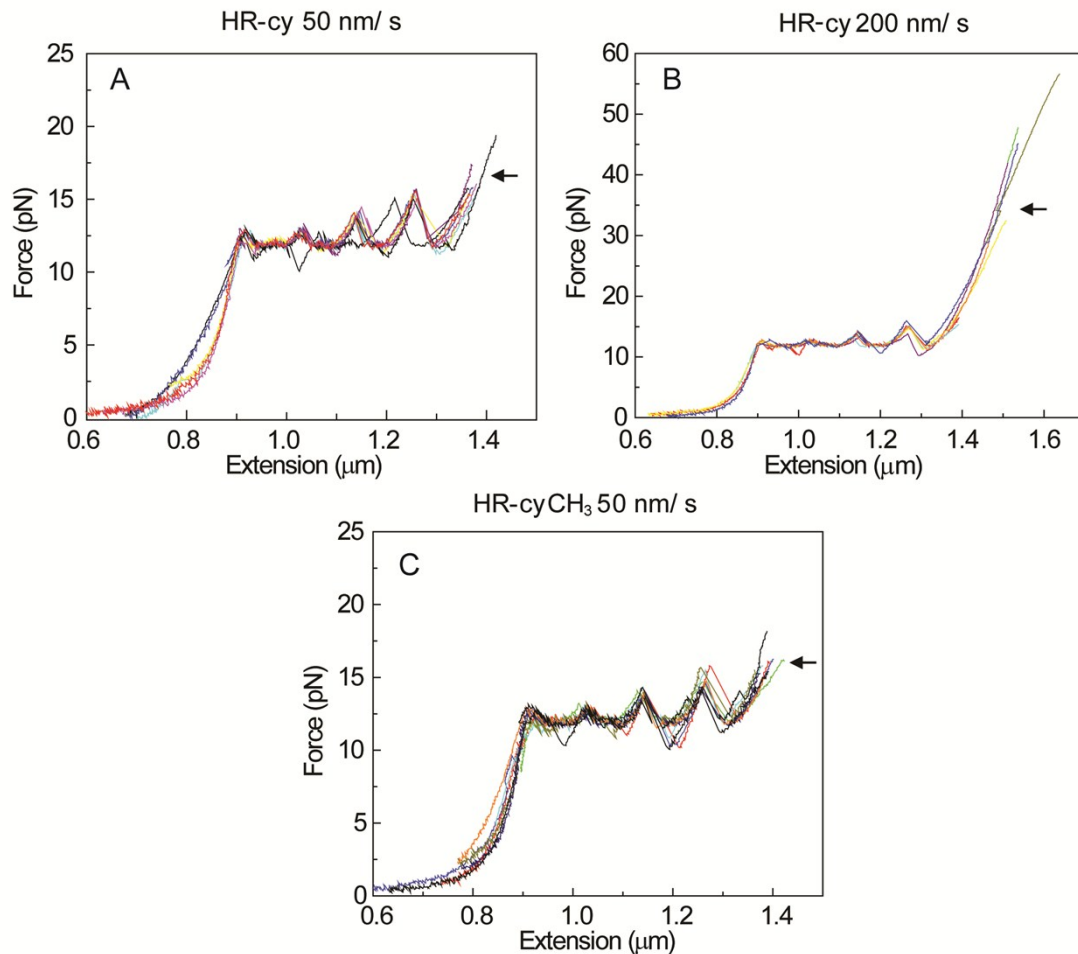 HR-cy 50 nm/ s
A
25
20
15
10
5
0
Force (pN)
0.6 0.8 1.0 1.2 1.4
Extension (μm)
HR-cy 200 nm/ s
B
60
50
40
30
20
10
0
Force (pN)
0.8 1.0 1.2 1.4 1.6
Extension (μm)
HR-cyCH₃ 50 nm/ s
C
25
20
15
10
5
0
Force (pN)
0.6 0.8 1.0 1.2 1.4
Extension (μm)